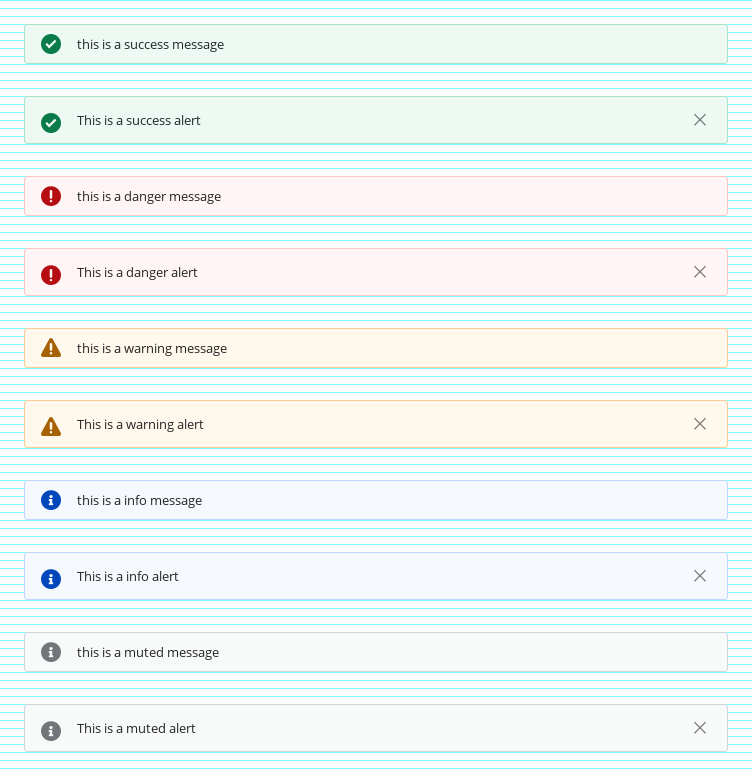 this is a success message
This is a success alert
this is a danger message
This is a danger alert
this is a warning message
This is a warning alert
this is a info message
This is a info alert
this is a muted message
This is a muted alert